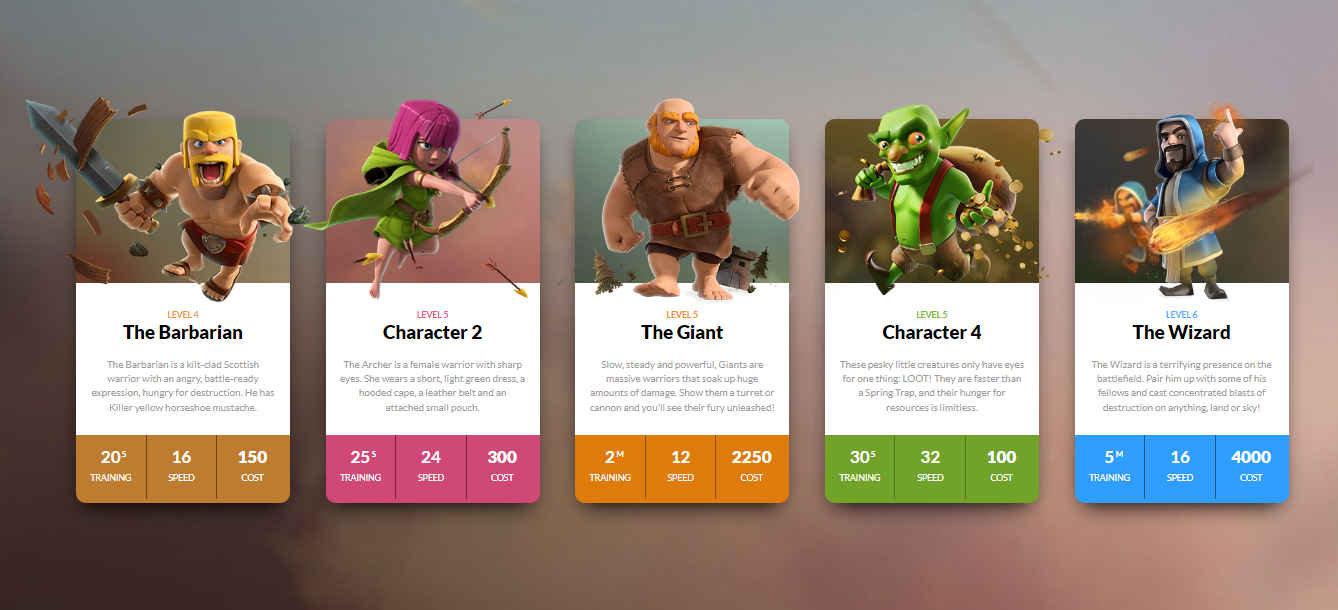 LEVEL 4
The Barbarian
The Barbarian is a kilt-clad Scottish
warrior with an angry, battle-ready
expression, hungry for destruction. He has
Killer yellow horseshoe mustache.
20S
TRAINING
16
SPEED
150
COST
LEVEL 5
Character 2
The Archer is a female warrior with sharp
eyes. She wears a short, light green dress, a
hooded cape, a leather belt and an
attached small pouch.
25S
TRAINING
24
SPEED
300
COST
LEVEL 5
The Giant
Slow, steady and powerful, Giants are
massive warriors that soak up huge
amounts of damage. Show them a turret or
cannon and you'll see their fury unleashed!
2M
TRAINING
12
SPEED
2250
COST
LEVEL 5
Character 4
These pesky little creatures only have eyes
for one thing: LOOT! They are faster than
a Spring Trap, and their hunger for
resources is limitless.
30S
TRAINING
32
SPEED
100
COST
LEVEL 6
The Wizard
The Wizard is a terrifying presence on the
battlefield. Pair him up with some of his
fellows and cast concentrated blasts of
destruction on anything, land or sky!
5M
TRAINING
16
SPEED
4000
COST